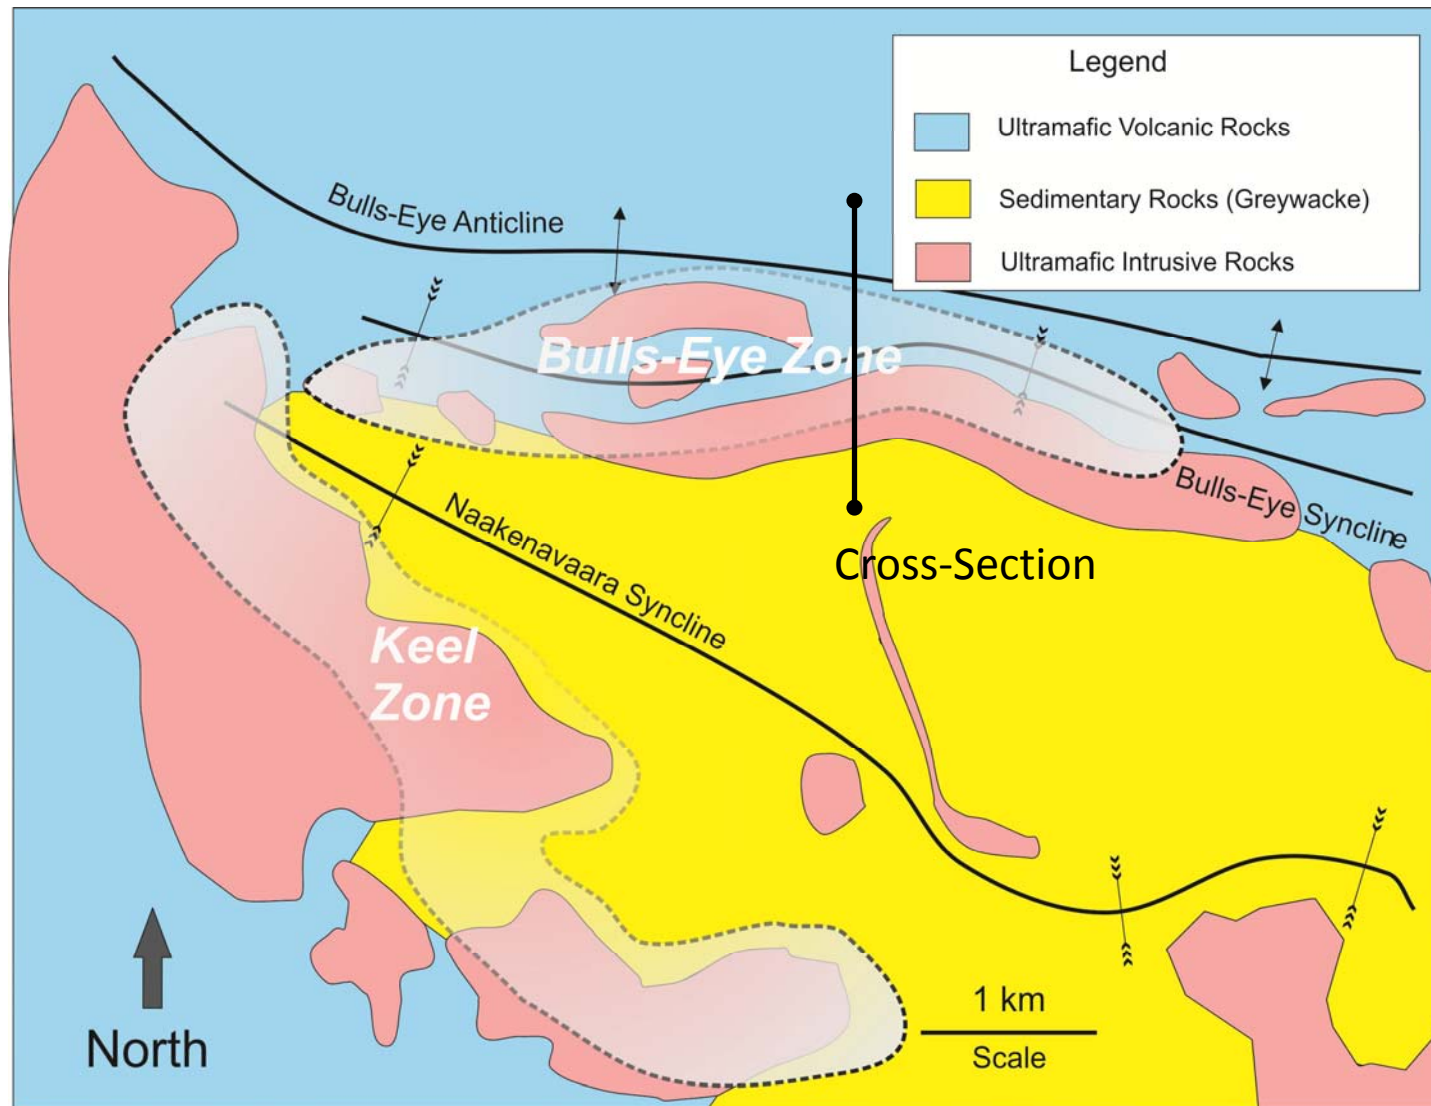 Legend
Ultramafic Volcanic Rocks
Sedimentary Rocks (Greywacke)
Ultramafic Intrusive Rocks
Bulls-Eye Anticline
Bulls-Eye Zone
Bulls-Eye Syncline
Cross-Section
Naakenavaara Syncline
Keel
Zone
North
1 km
Scale